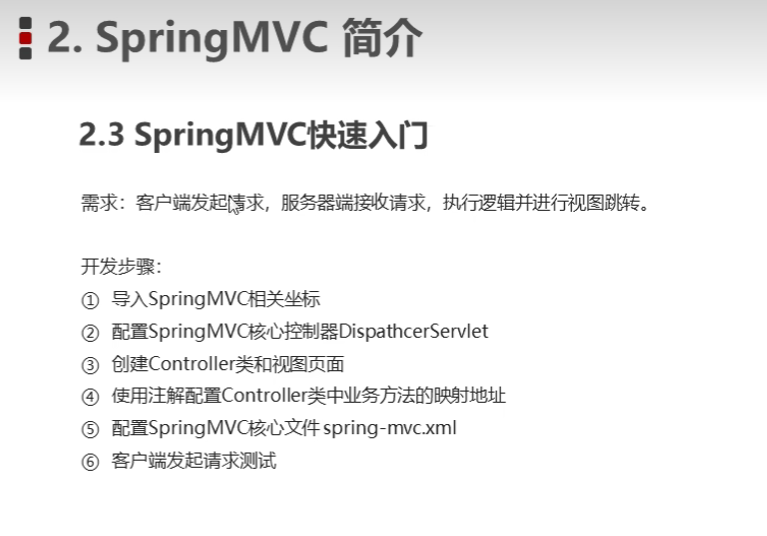 2. SpringMVC 简介
2.3 SpringMVC快速入门
需求：客户端发起请求，服务器端接收请求，执行逻辑并进行视图跳转。
开发步骤：
① 导入SpringMVC相关坐标
② 配置SpringMVC核心控制器DispathcerServlet
③ 创建Controller类和视图页面
④ 使用注解配置Controller类中业务方法的映射地址
⑤ 配置SpringMVC核心文件 spring-mvc.xml
⑥ 客户端发起请求测试